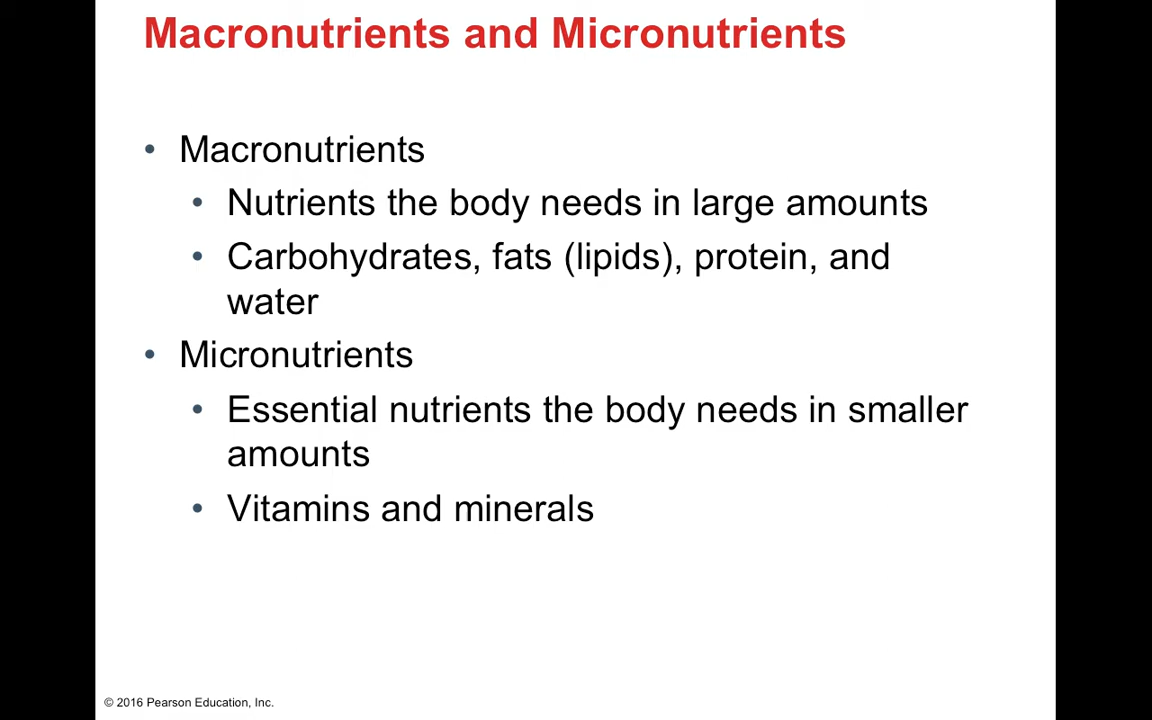 Macronutrients and Micronutrients
• Macronutrients
• Nutrients the body needs in large amounts
• Carbohydrates, fats (lipids), protein, and
water
• Micronutrients
• Essential nutrients the body needs in smaller
amounts
• Vitamins and minerals
© 2016 Pearson Education, Inc.